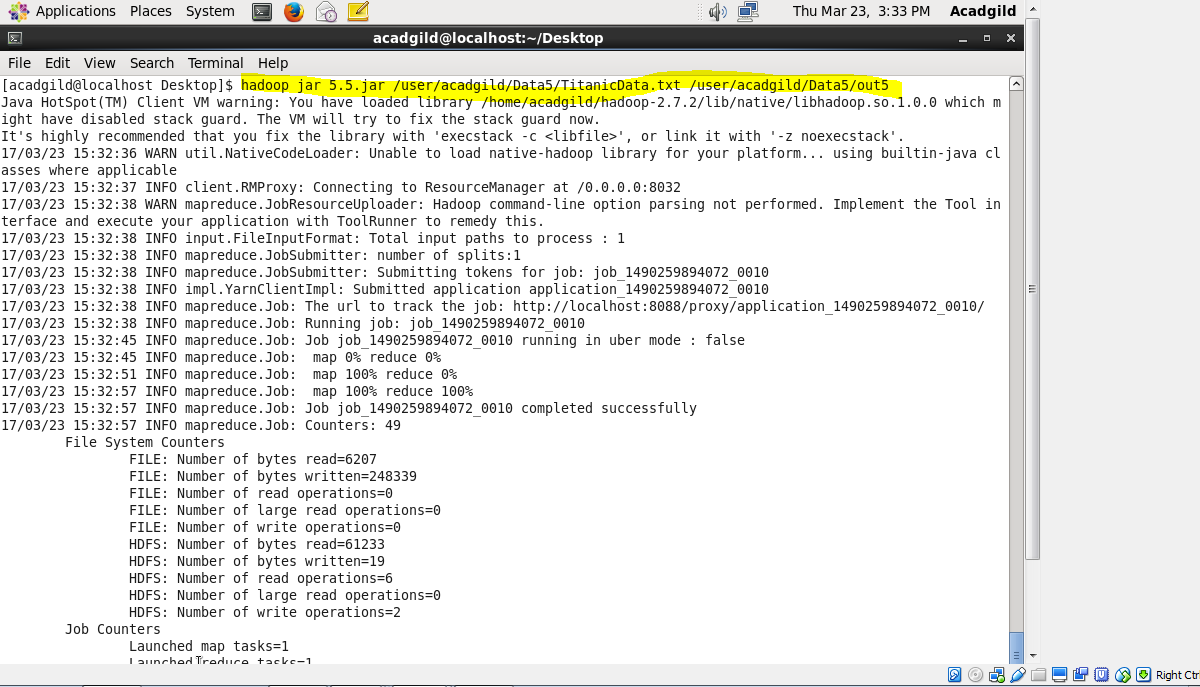 Applications Places System Thu Mar 23, 3:33 PM Acadgild
acadgild@localhost:~/Desktop
File Edit View Search Terminal Help
[acadgild@localhost Desktop]$ hadoop jar 5.5.jar /user/acadgild/Data5/TitanicData.txt /user/acadgild/Data5/out5
Java HotSpot(TM) Client VM warning: You have loaded library /home/acadgild/hadoop-2.7.2/lib/native/libhadoop.so.1.0.0 which m
ight have disabled stack guard. The VM will try to fix the stack guard now.
It's highly recommended that you fix the library with 'execstack -c <libfile>', or link it with '-z noexecstack'.
17/03/23 15:32:36 WARN util.NativeCodeLoader: Unable to load native-hadoop library for your platform... using builtin-java cl
asses where applicable
17/03/23 15:32:37 INFO client.RMProxy: Connecting to ResourceManager at /0.0.0.0:8032
17/03/23 15:32:38 WARN mapreduce.JobResourceUploader: Hadoop command-line option parsing not performed. Implement the Tool in
terface and execute your application with ToolRunner to remedy this.
17/03/23 15:32:38 INFO input.FileInputFormat: Total input paths to process : 1
17/03/23 15:32:38 INFO mapreduce.JobSubmitter: number of splits:1
17/03/23 15:32:38 INFO mapreduce.JobSubmitter: Submitting tokens for job: job_1490259894072_0010
17/03/23 15:32:38 INFO impl.YarnClientImpl: Submitted application application_1490259894072_0010
17/03/23 15:32:38 INFO mapreduce.Job: The url to track the job: http://localhost:8088/proxy/application_1490259894072_0010/
17/03/23 15:32:38 INFO mapreduce.Job: Running job: job_1490259894072_0010
17/03/23 15:32:45 INFO mapreduce.Job: Job job_1490259894072_0010 running in uber mode : false
17/03/23 15:32:45 INFO mapreduce.Job:  map 0% reduce 0%
17/03/23 15:32:51 INFO mapreduce.Job:  map 100% reduce 0%
17/03/23 15:32:57 INFO mapreduce.Job:  map 100% reduce 100%
17/03/23 15:32:57 INFO mapreduce.Job: Job job_1490259894072_0010 completed successfully
17/03/23 15:32:57 INFO mapreduce.Job: Counters: 49
File System Counters
FILE: Number of bytes read=6207
FILE: Number of bytes written=248339
FILE: Number of read operations=0
FILE: Number of large read operations=0
FILE: Number of write operations=0
HDFS: Number of bytes read=61233
HDFS: Number of bytes written=19
HDFS: Number of read operations=6
HDFS: Number of large read operations=0
HDFS: Number of write operations=2
Job Counters
Launched map tasks=1
Launched reduce tasks=1
Right Ctr